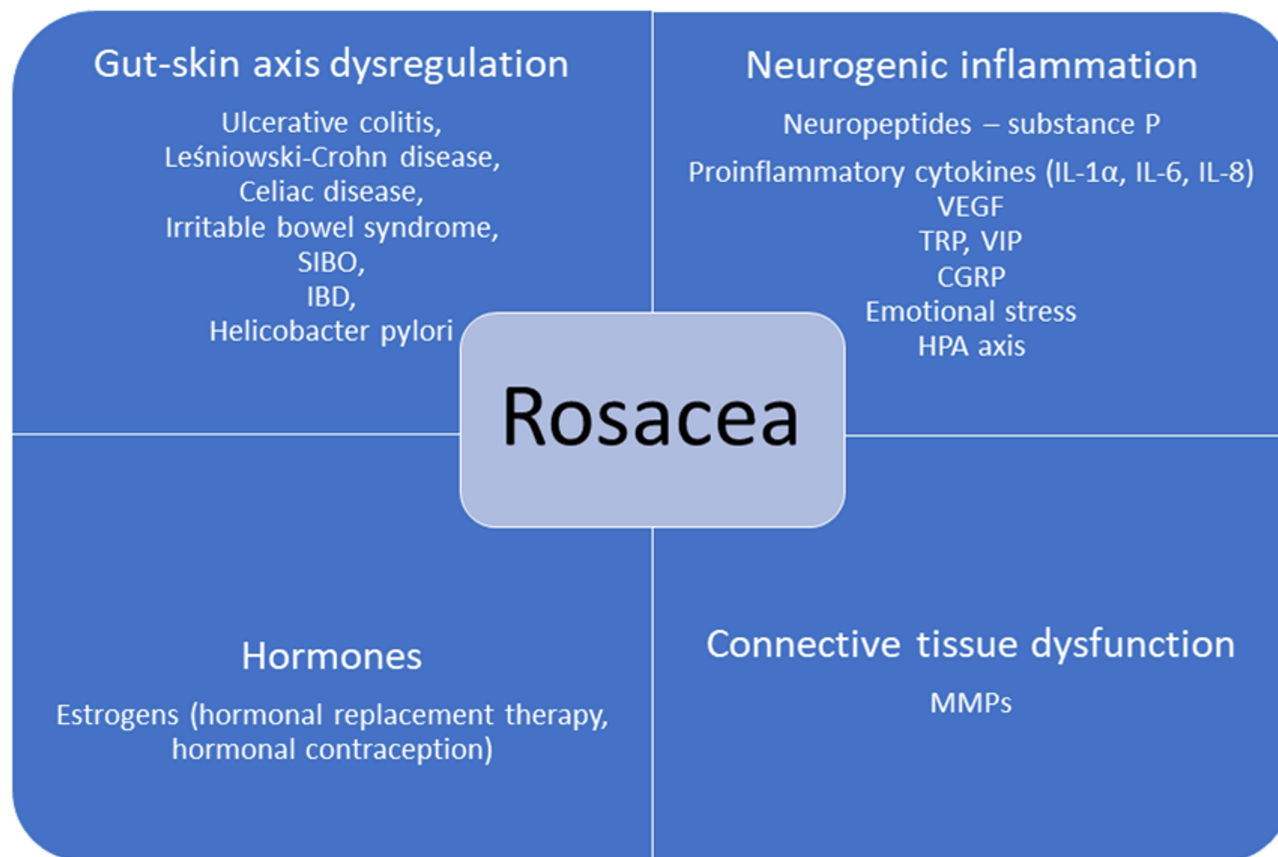 Gut-skin axis dysregulation
Ulcerative colitis,
Leśniowski-Crohn disease,
Celiac disease,
Irritable bowel syndrome,
SIBO,
IBD,
Helicobacter pylori
Neurogenic inflammation
Neuropeptides – substance P
Proinflammatory cytokines (IL-1α, IL-6, IL-8)
VEGF
TRP, VIP
CGRP
Emotional stress
HPA axis
Rosacea
Hormones
Estrogens (hormonal replacement therapy,
hormonal contraception)
Connective tissue dysfunction
MMPs